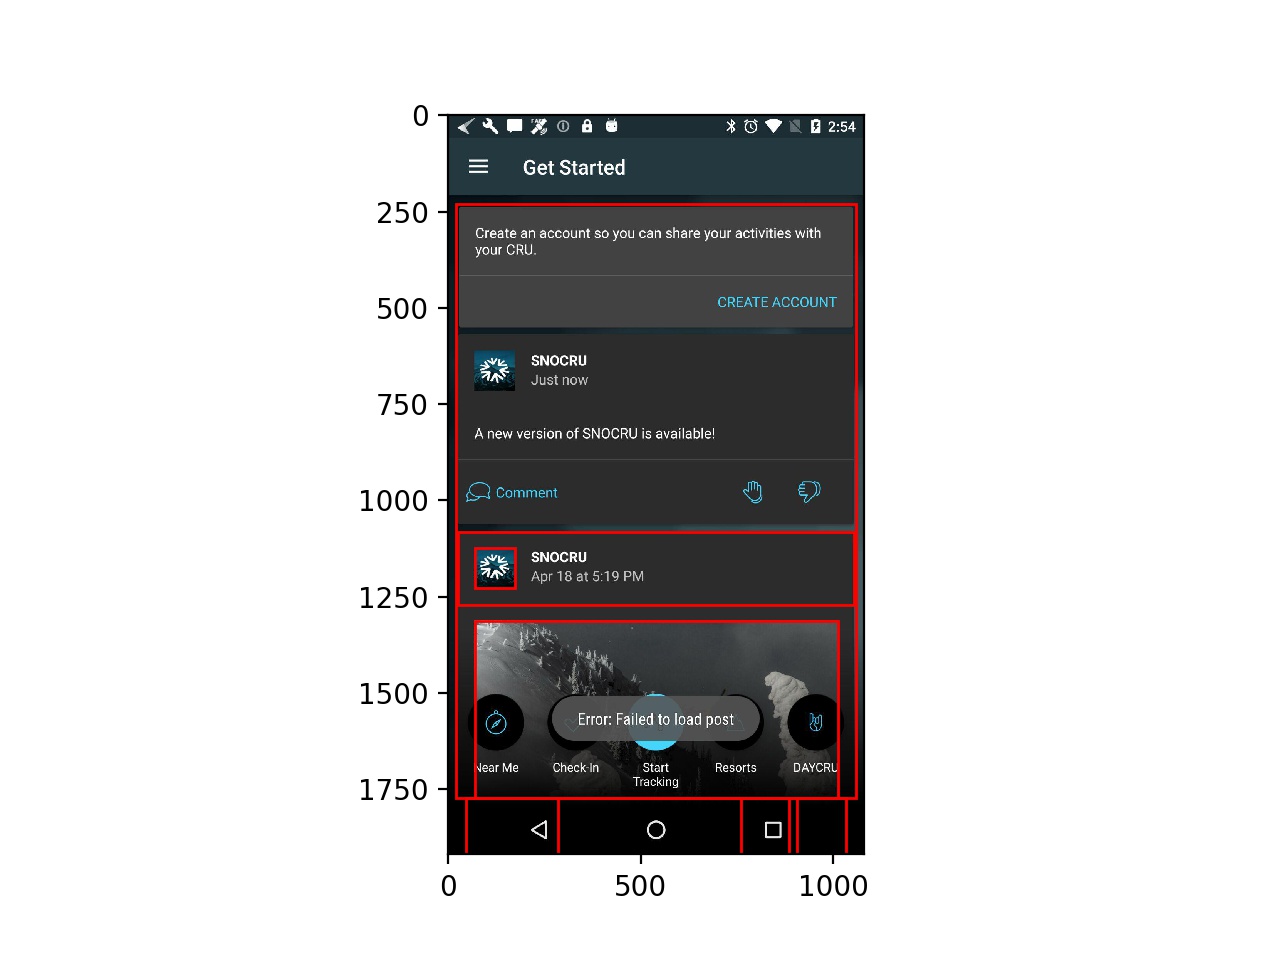 0
250
500
750
1000
1250
1500
1750
2:54
Get Started
Create an account so you can share your activities with
your CRU.
CREATE ACCOUNT
SNOCRU
Just now
A new version of SNOCRU is available!
Comment
SNOCRU
Apr 18 at 5:19 PM
Error: Failed to load post
Near Me
Check-In
Start
Tracking
Resorts
DAYCRU
0
500
1000